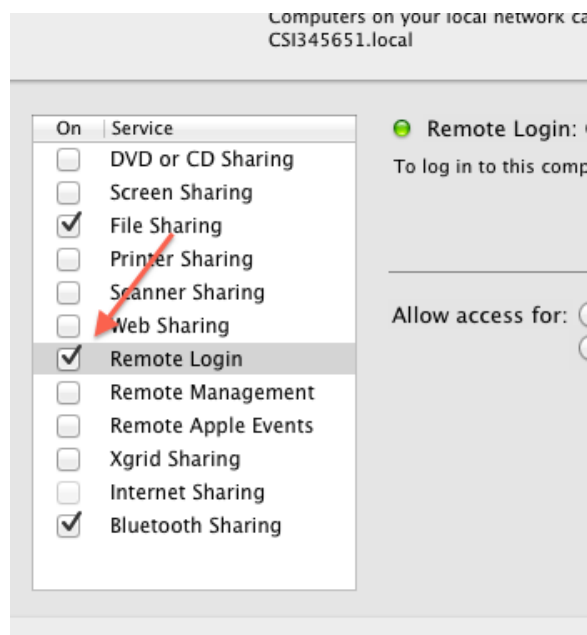 Computers on your local network
CSI345651.local
On Service
DVD or CD Sharing
Screen Sharing
File Sharing
Printer Sharing
Scanner Sharing
Web Sharing
Remote Login
Remote Management
Remote Apple Events
Xgrid Sharing
Internet Sharing
Bluetooth Sharing
Remote Login:
To log in to this
Allow access for: